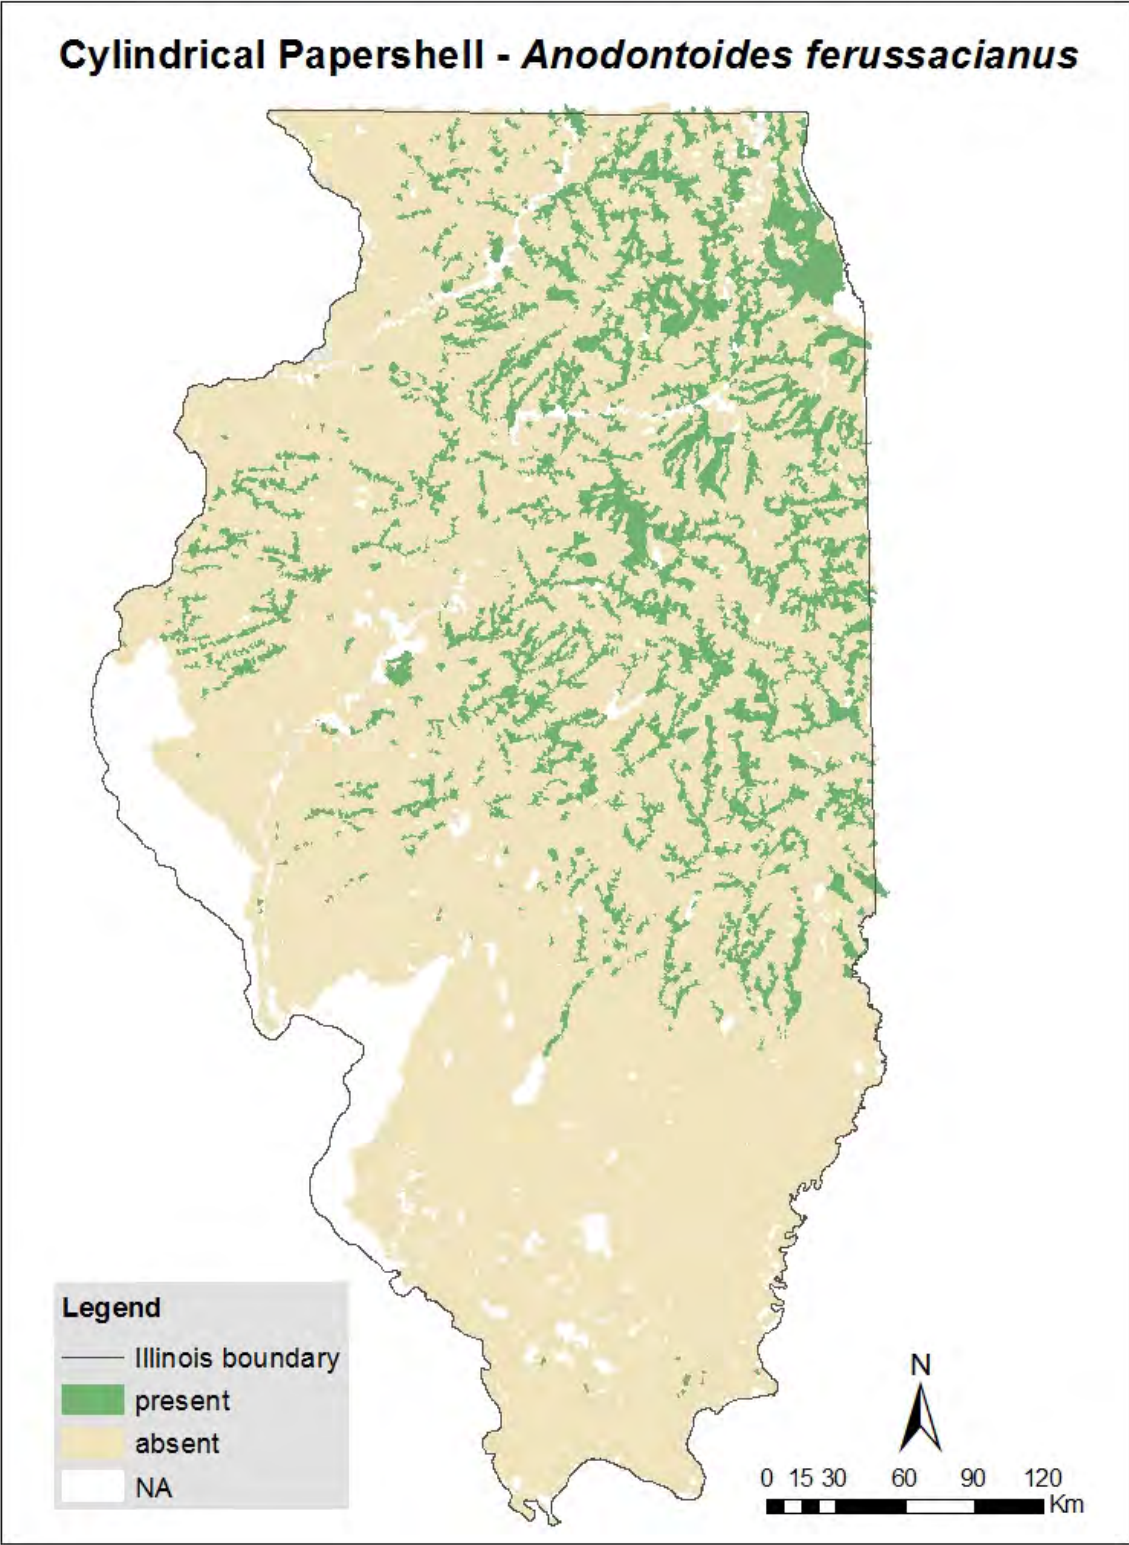 Cylindrical Papershell - Anodontoides ferussacianus
Legend
Illinois boundary
present
absent
NA
N
0 15 30 60 90 120
Km